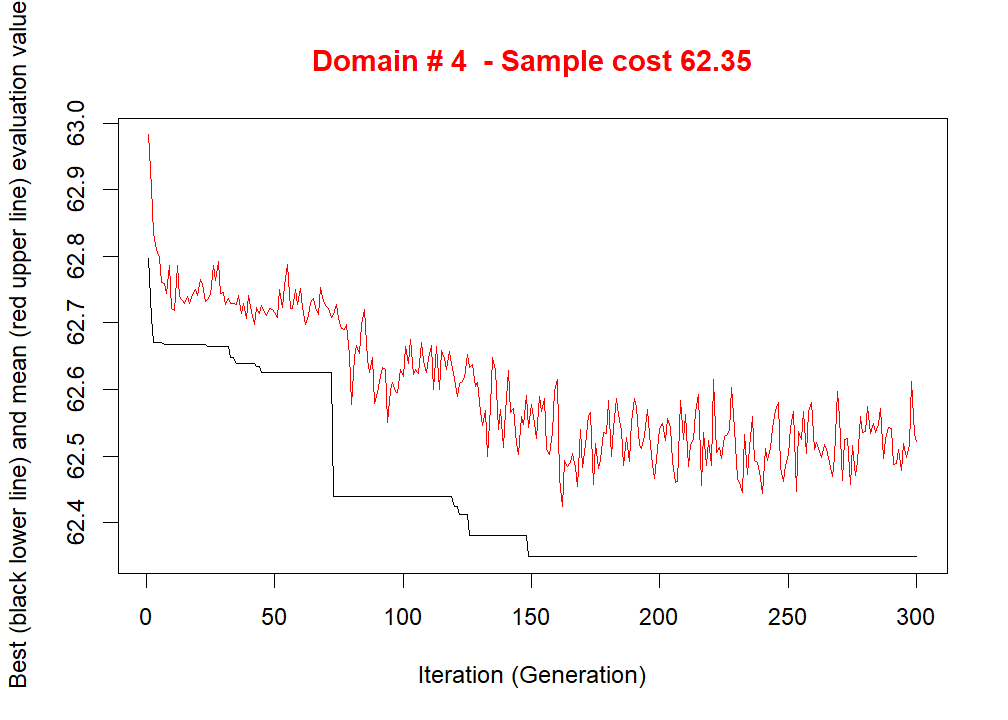 Domain # 4  - Sample cost 62.35
Best (black lower line) and mean (red upper line) evaluation value
63.0
62.9
62.8
62.7
62.6
62.5
62.4
0 50 100 150 200 250 300
Iteration (Generation)